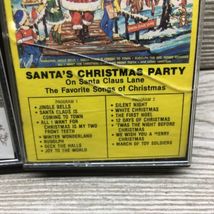 SANTA'S CHRISTMAS PARTY
On Santa Claus Lane
The Favorite Songs of Christmas
PROGRAM 1
JINGLE BELLS
SANTA CLAUS IS
COMING TO TOWN
ALL I WANT FOR
CHRISTMAS IS MY TWO
FRONT TEETH
WINTER WONDERLAND
RUDOLPH
DECK THE HALLS
JOY TO THE WORLD
PROGRAM 2
SILENT NIGHT
WHITE CHRISTMAS
THE FIRST NOEL
12 DAYS OF CHRISTMAS
'TWAS THE NIGHT BEFORE
CHRISTMAS
WE WISH YOU A MERRY
CHRISTMAS
MARCH OF TOY SOLDIERS